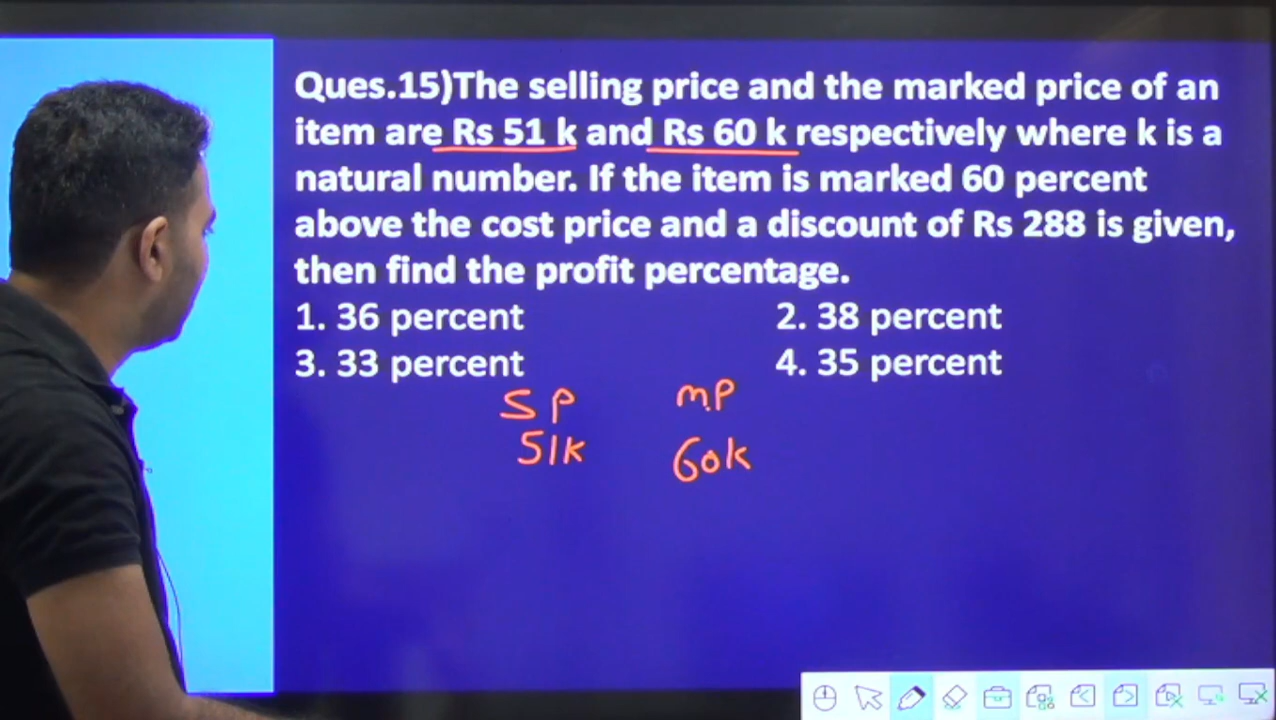 Ques.15)The selling price and the marked price of an
item are Rs 51 k and Rs 60 k respectively where k is a
natural number. If the item is marked 60 percent
above the cost price and a discount of Rs 288 is given,
then find the profit percentage.
1. 36 percent 2. 38 percent
3. 33 percent 4. 35 percent
SP m.p
51k 60k